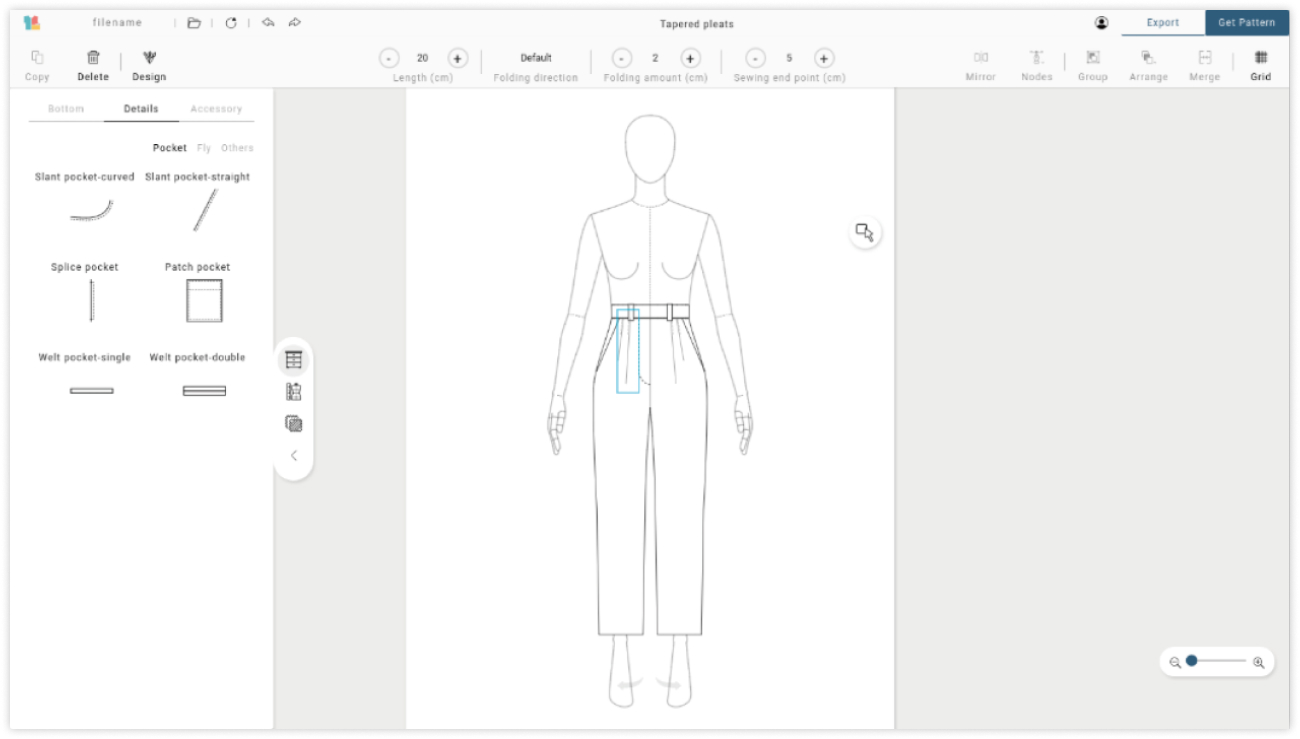 filename
Tapered pleats
Export
Get Pattern
Copy
Delete
Design
- 20 +
Length (cm)
Default
Folding direction
- 2 +
Folding amount (cm)
- 5 +
Sewing end point (cm)
Mirror
Nodes
Group
Arrange
Merge
Grid
Bottom Details Accessory
Pocket Fly Others
Slant pocket-curved Slant pocket-straight
Splice pocket Patch pocket
Welt pocket-single Welt pocket-double